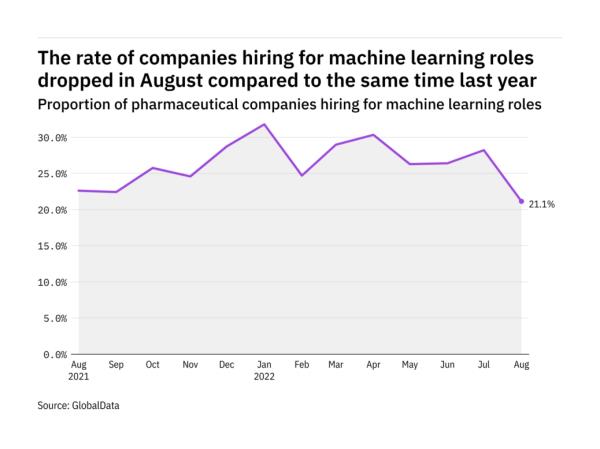 The rate of companies hiring for machine learning roles
dropped in August compared to the same time last year
Proportion of pharmaceutical companies hiring for machine learning roles
30.0%
25.0%
20.0%
15.0%
10.0%
5.0%
0.0%
21.1%
Aug Sep Oct Nov Dec Jan Feb Mar Apr May Jun Jul Aug
2021 2022
Source: GlobalData